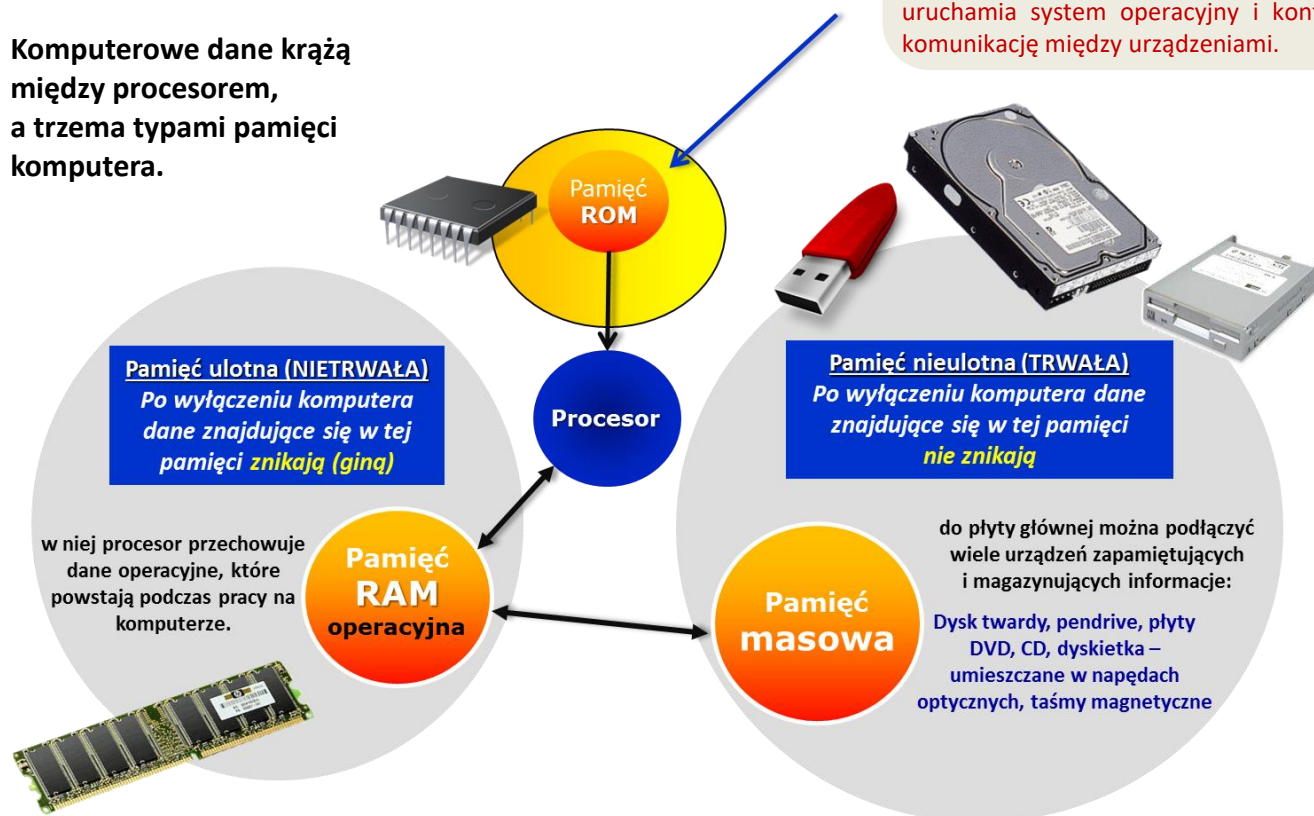 uruchamia system operacyjny i
komunikację między urządzeniami.
Komputerowe dane krążą
między procesorem,
a trzema typami pamięci
komputera.
Pamięć
ROM
Pamięć ulotna (NIETRWAŁA)
Po wyłączeniu komputera
dane znajdujące się w tej
pamięci znikają (giną)
Procesor
Pamięć nieulotna (TRWAŁA)
Po wyłączeniu komputera dane
znajdujące się w tej pamięci
nie znikają
w niej procesor przechowuje
dane operacyjne, które
powstają podczas pracy na
komputerze.
Pamięć
RAM
operacyjna
Pamięć
masowa
do płyty głównej można podłączyć
wiele urządzeń zapamiętujących
i magazynujących informacje:
Dysk twardy, pendrive, płyty
DVD, CD, dyskietka –
umieszczane w napędach
optycznych, taśmy magnetyczne